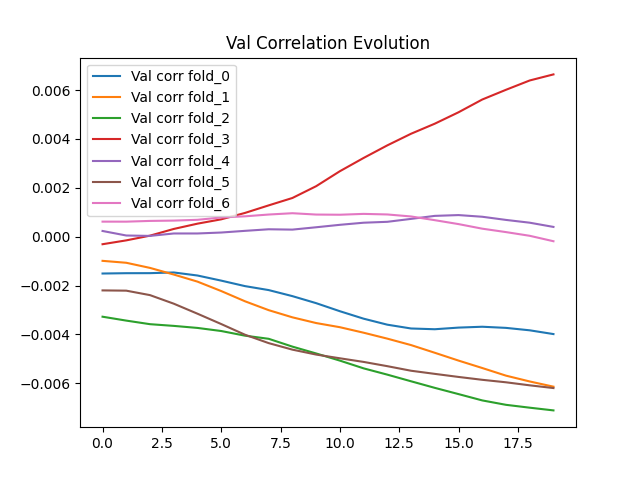 Val Correlation Evolution
Val corr fold_0
Val corr fold_1
Val corr fold_2
Val corr fold_3
Val corr fold_4
Val corr fold_5
Val corr fold_6
0.006
0.004
0.002
0.000
−0.002
−0.004
−0.006
0.0 2.5 5.0 7.5 10.0 12.5 15.0 17.5